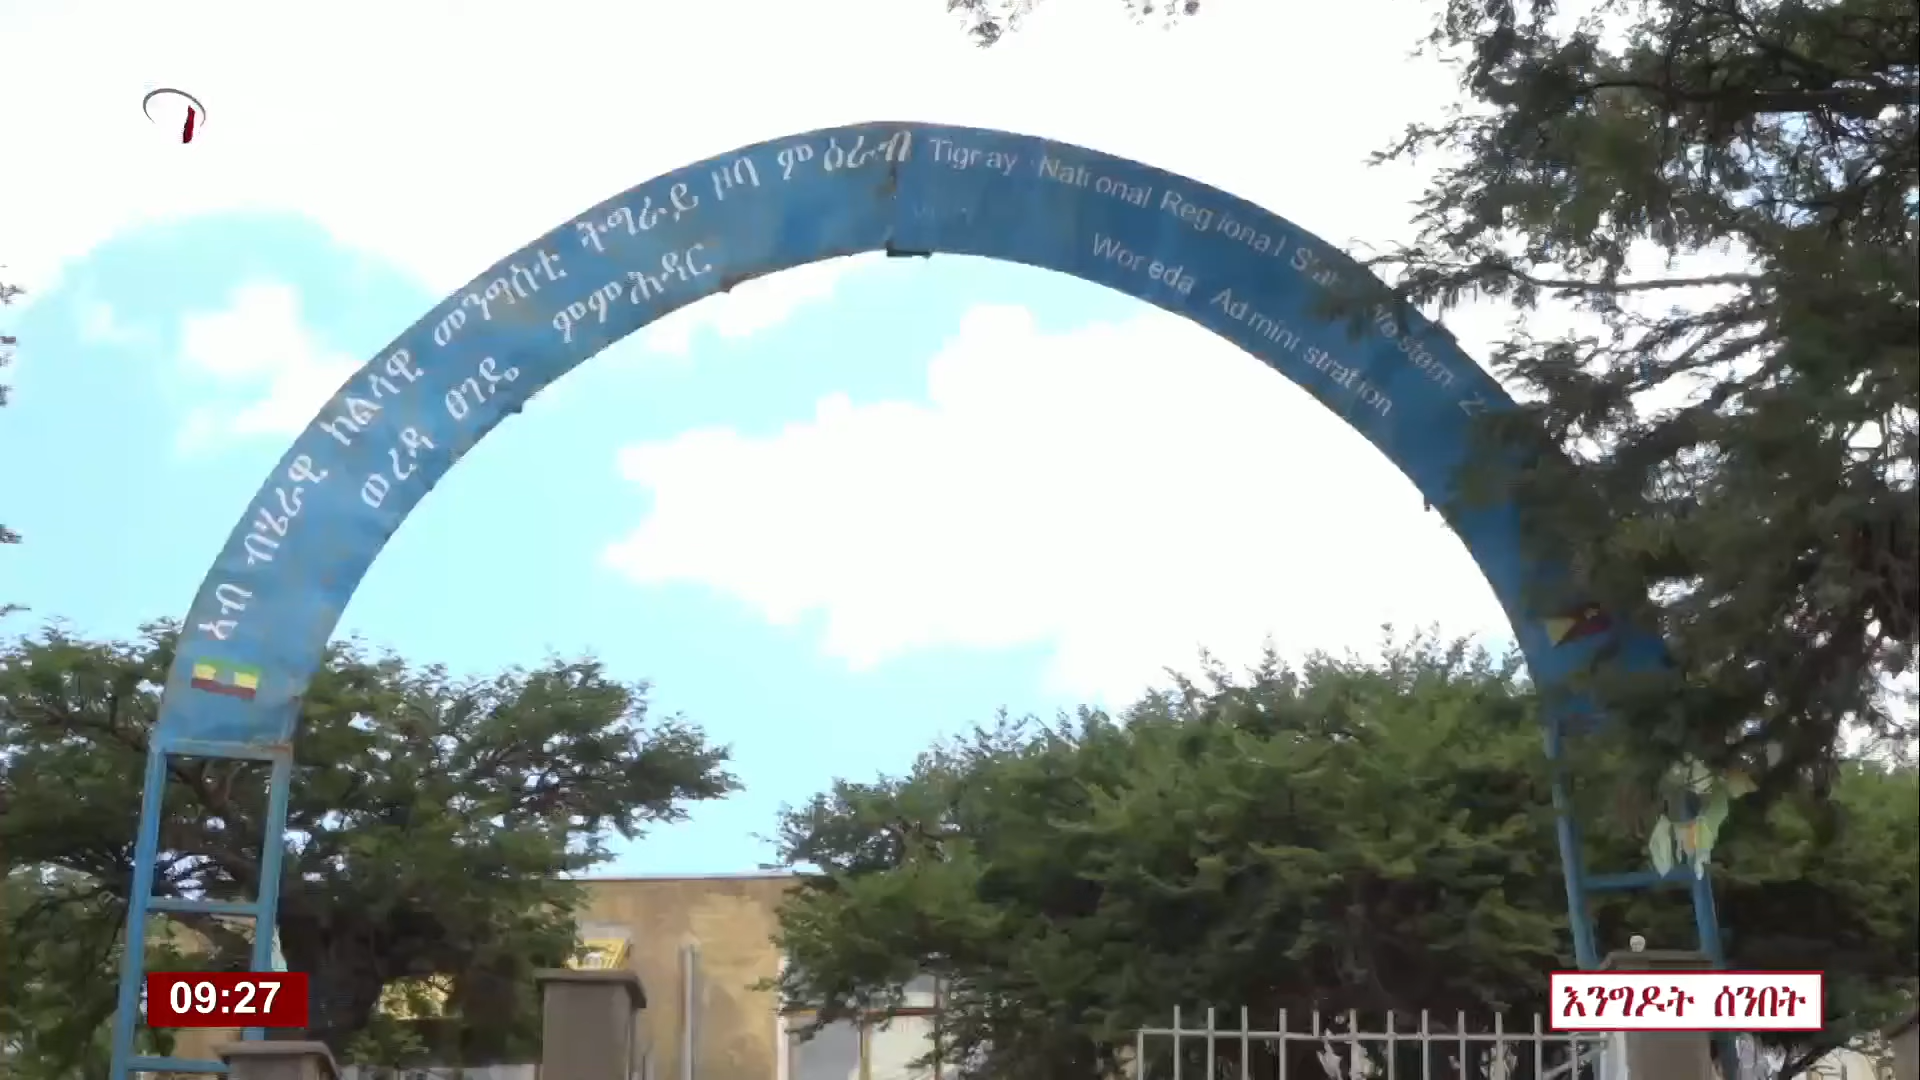 ብሄራዊ ክልላዊ መንግስቲ ትግራይ ዞባ ምዕራብ
ወረዳ ፀገዴ ምምሕዳር
Tigray National Regional State Western
Woreda Administration
09:27
እንግዶት ሰንበት